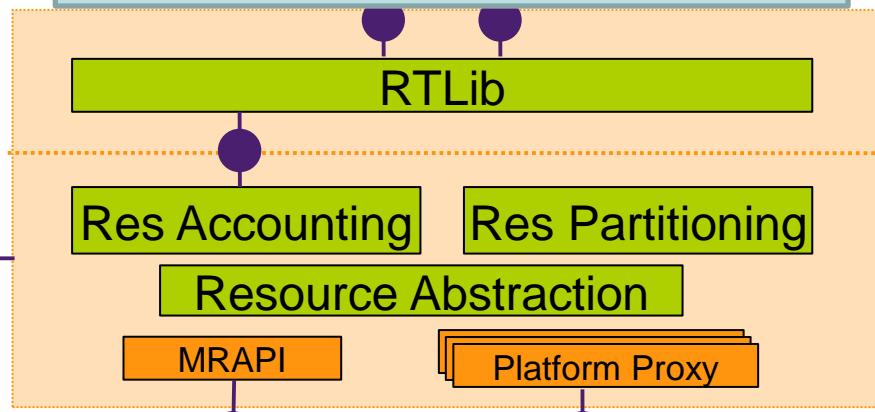 RTLib
Res Accounting
Res Partitioning
Resource Abstraction
MRAPI
Platform Proxy